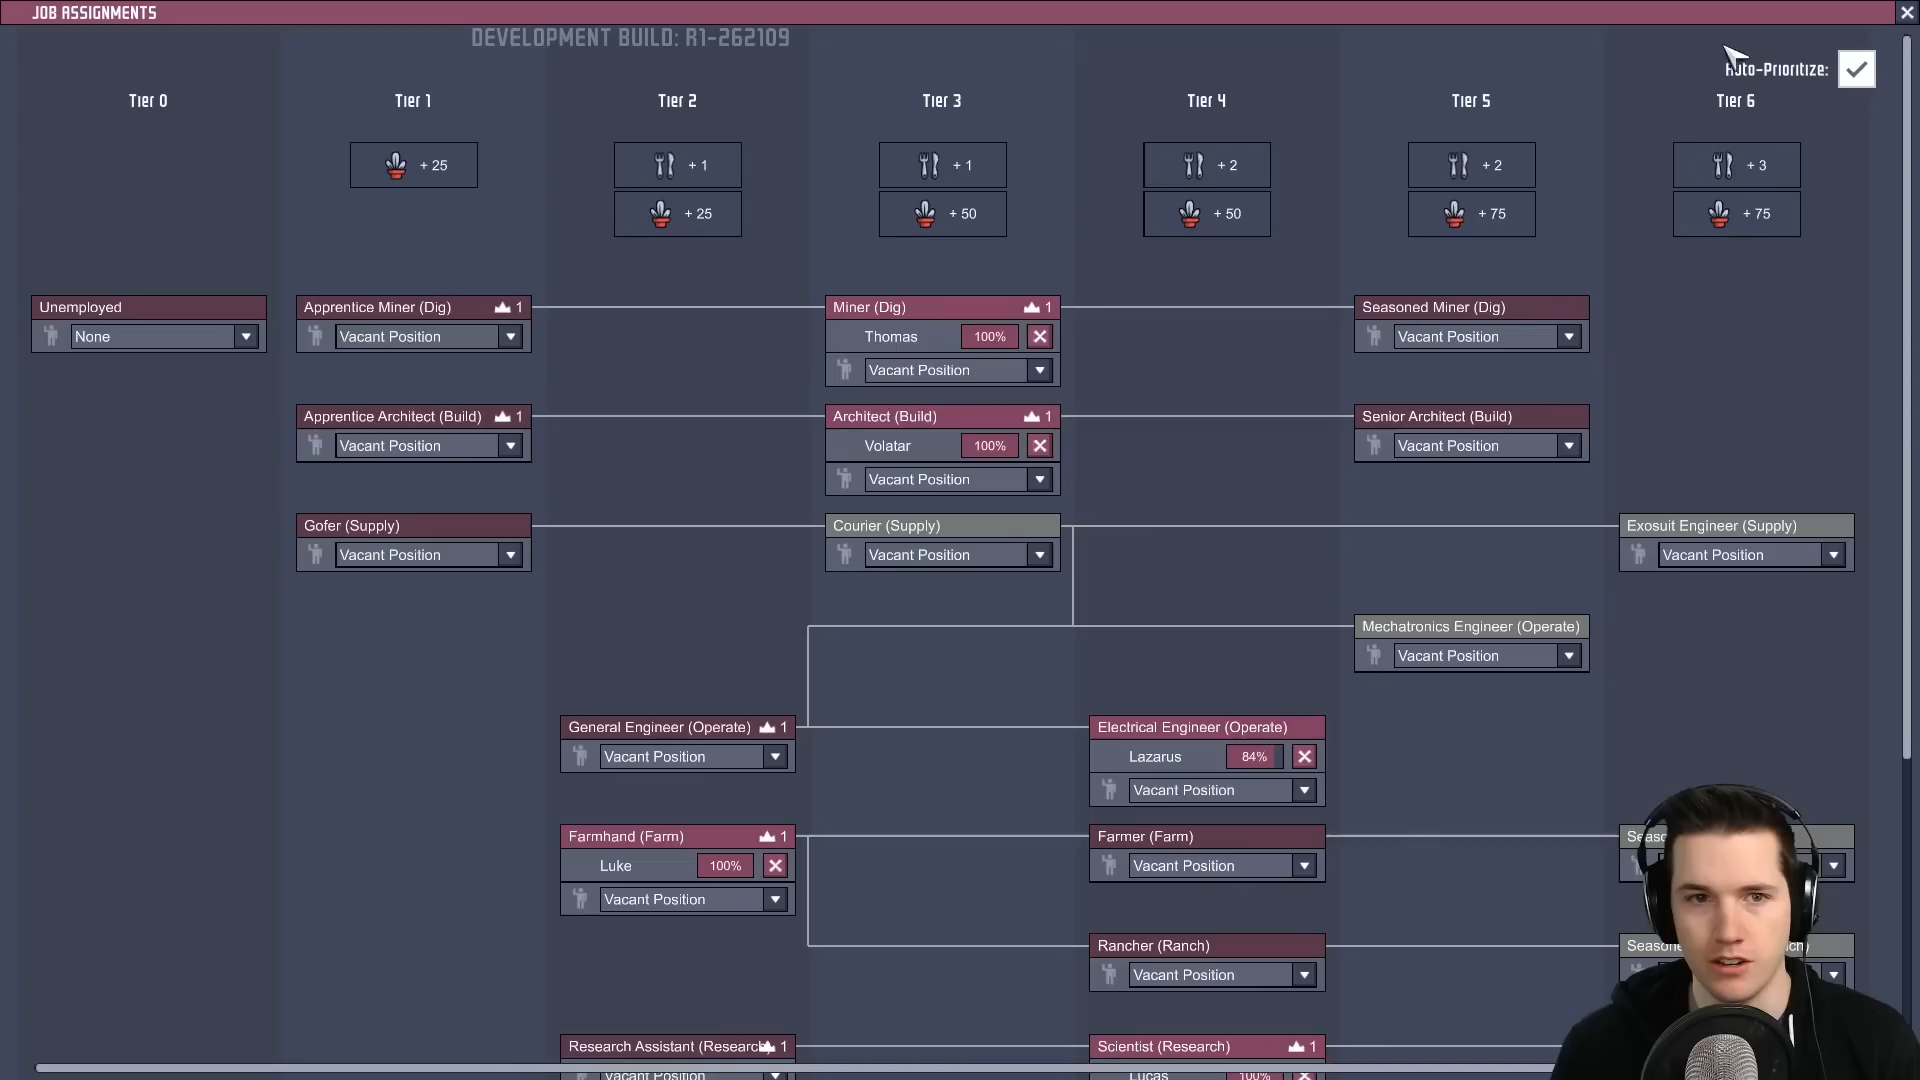 JOB ASSIGNMENTS
DEVELOPMENT BUILD: R1-262109
Auto-Prioritize:
Tier 0
Tier 1
Tier 2
Tier 3
Tier 4
Tier 5
Tier 6
+ 25
+ 1
+ 1
+ 2
+ 2
+ 3
+ 25
+ 50
+ 50
+ 75
+ 75
Unemployed
None
Apprentice Miner (Dig) 1
Vacant Position
Miner (Dig) 1
Thomas 100%
Vacant Position
Seasoned Miner (Dig)
Vacant Position
Apprentice Architect (Build) 1
Vacant Position
Architect (Build) 1
Volatar 100%
Vacant Position
Senior Architect (Build)
Vacant Position
Gofer (Supply)
Vacant Position
Courier (Supply)
Vacant Position
Exosuit Engineer (Supply)
Vacant Position
Mechatronics Engineer (Operate)
Vacant Position
General Engineer (Operate) 1
Vacant Position
Electrical Engineer (Operate)
Lazarus 84%
Vacant Position
Farmhand (Farm) 1
Luke 100%
Vacant Position
Farmer (Farm)
Vacant Position
Rancher (Ranch)
Vacant Position
Research Assistant (Research) 1
Vacant Position
Scientist (Research) 1
Lucas 100%